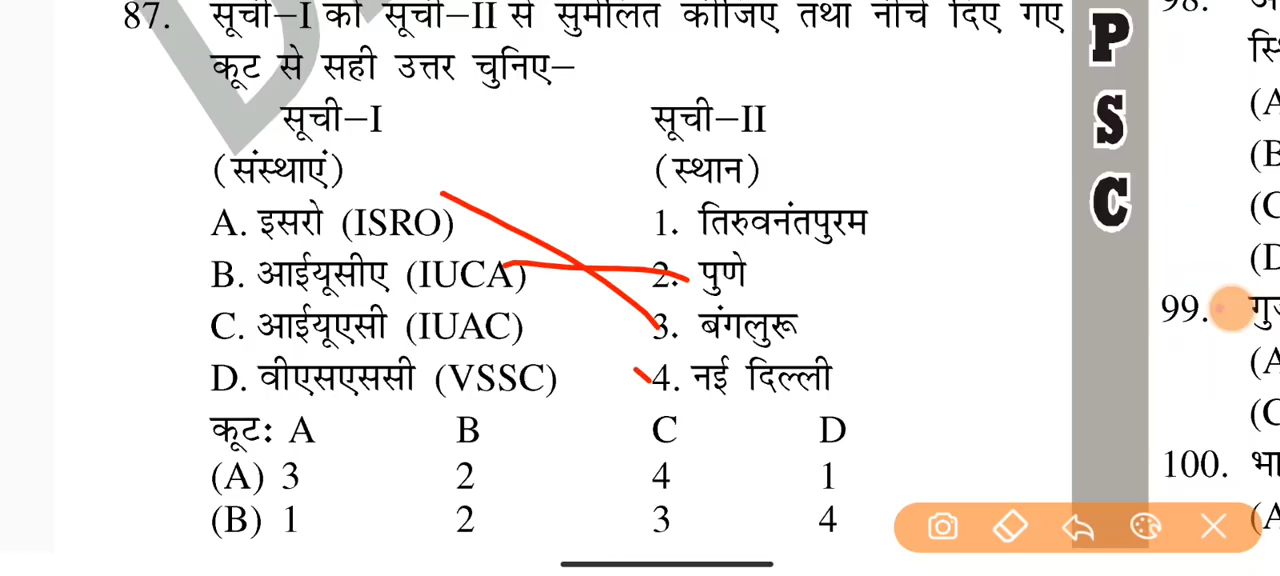 87. सूची–I को सूची–II से सुमेलित कीजिए तथा नीचे दिए गए
कूट से सही उत्तर चुनिए–
सूची–I सूची–II
(संस्थाएं) (स्थान)
A. इसरो (ISRO) 1. तिरुवनंतपुरम
B. आईयूसीए (IUCA) 2. पुणे
C. आईयूएसी (IUAC) 3. बंगलुरू
D. वीएसएससी (VSSC) 4. नई दिल्ली
कूटः A B C D
(A) 3 2 4 1
(B) 1 2 3 4
P
S
C
98.
(A
(B
(C
(D
99.
(A
(C
100. भा
(A